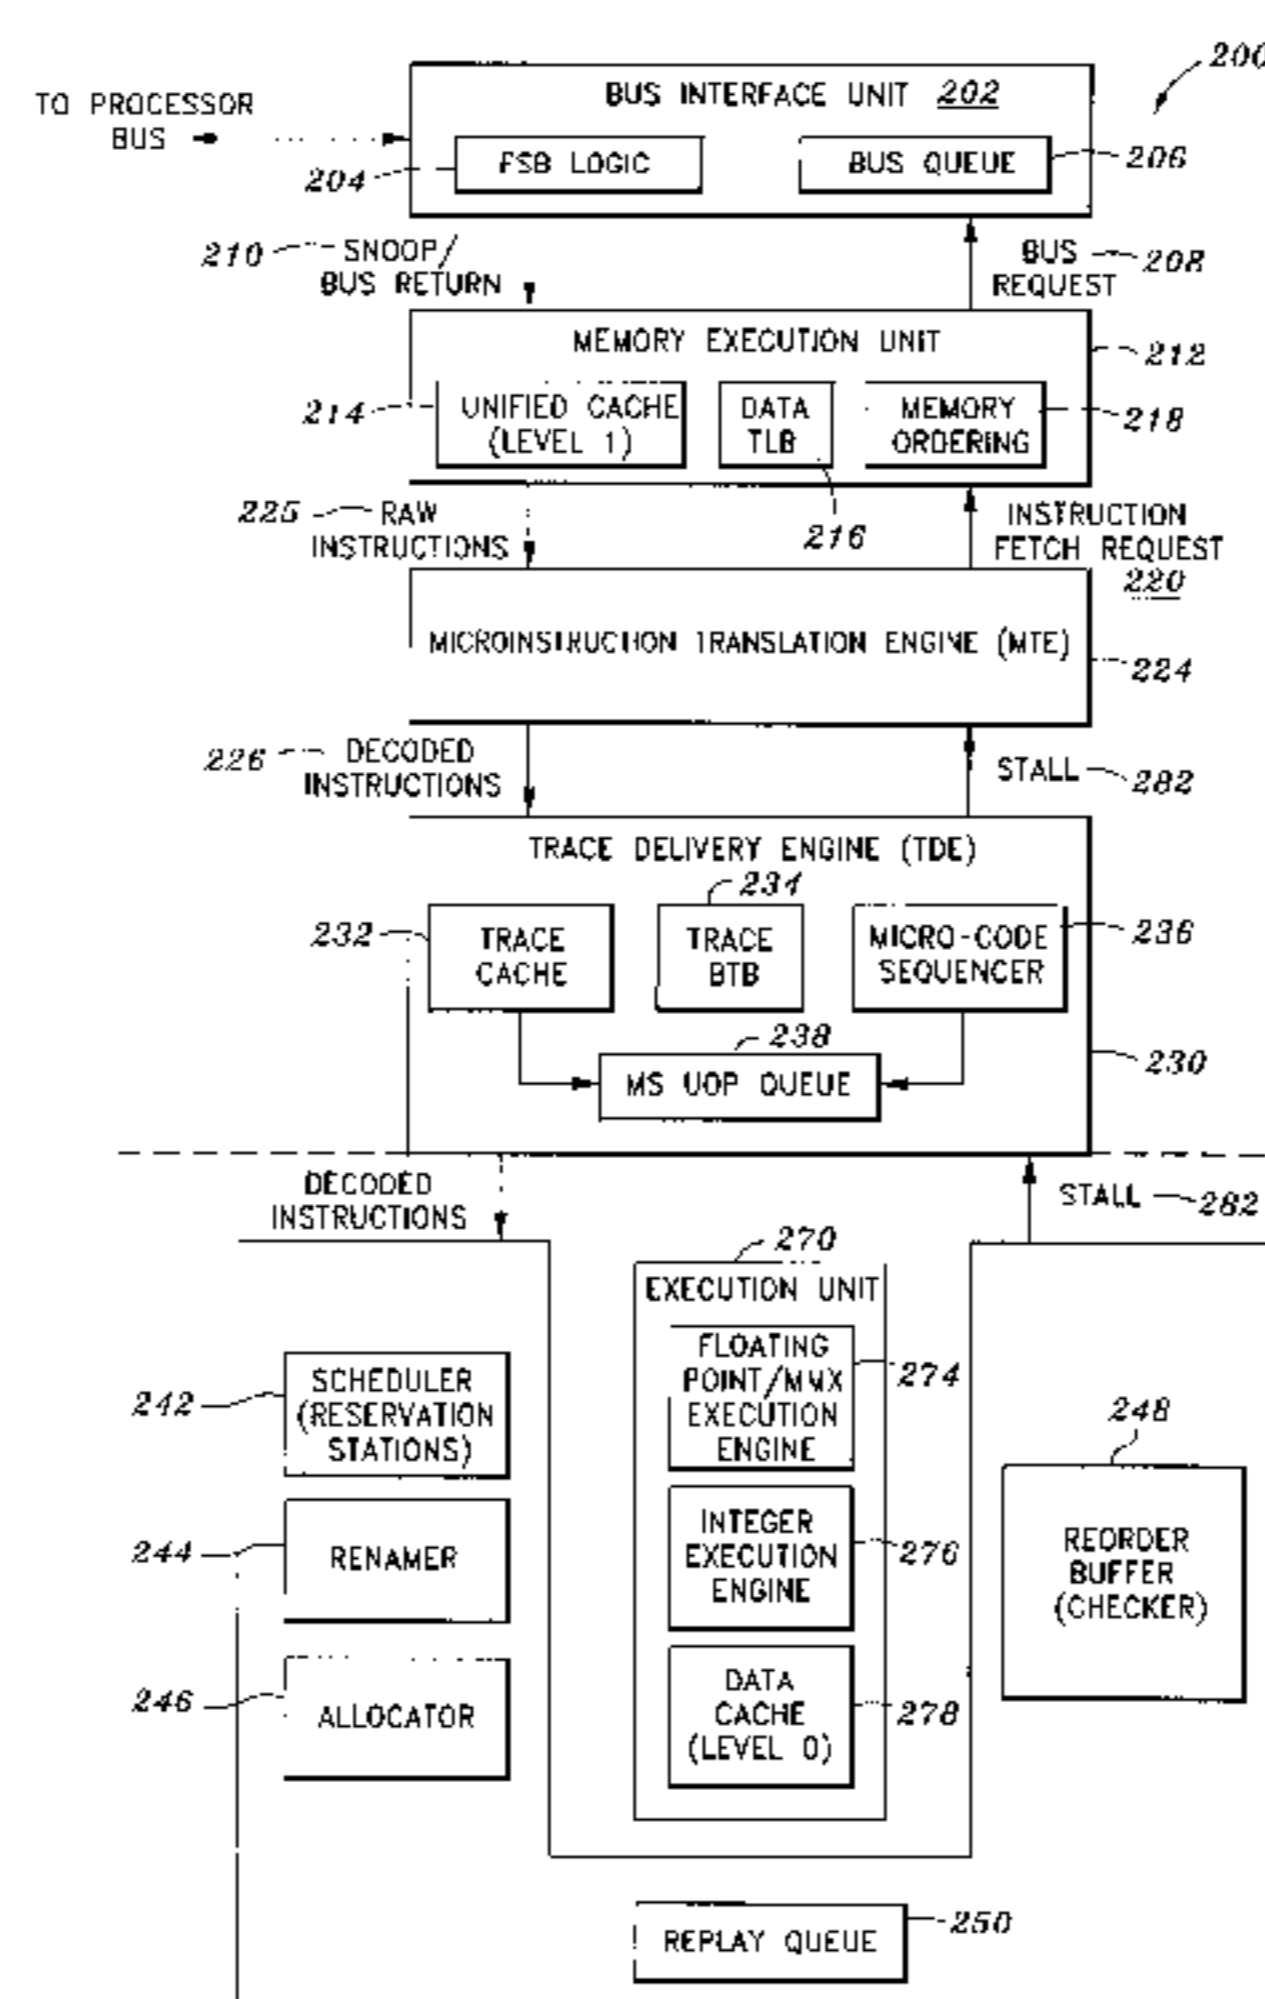 200
BUS INTERFACE UNIT 202
TO PROCESSOR
BUS
FSB LOGIC
BUS QUEUE
204
206
210
SNOOP/
BUS RETURN
BUS
REQUEST
208
MEMORY EXECUTION UNIT
212
214
UNIFIED CACHE
(LEVEL 1)
DATA
TLB
MEMORY
ORDERING
218
216
225
RAW
INSTRUCTIONS
INSTRUCTION
FETCH REQUEST
220
MICROINSTRUCTION TRANSLATION ENGINE (MTE)
224
226
DECODED
INSTRUCTIONS
STALL
282
TRACE DELIVERY ENGINE (TDE)
232
TRACE
CACHE
234
TRACE
BTB
MICRO-CODE
SEQUENCER
236
238
MS UOP QUEUE
230
DECODED
INSTRUCTIONS
STALL
282
270
EXECUTION UNIT
242
SCHEDULER
(RESERVATION
STATIONS)
FLOATING
POINT/MMX
EXECUTION
ENGINE
274
248
244
RENAMER
INTEGER
EXECUTION
ENGINE
276
REORDER
BUFFER
(CHECKER)
246
ALLOCATOR
DATA
CACHE
(LEVEL 0)
278
REPLAY QUEUE
250